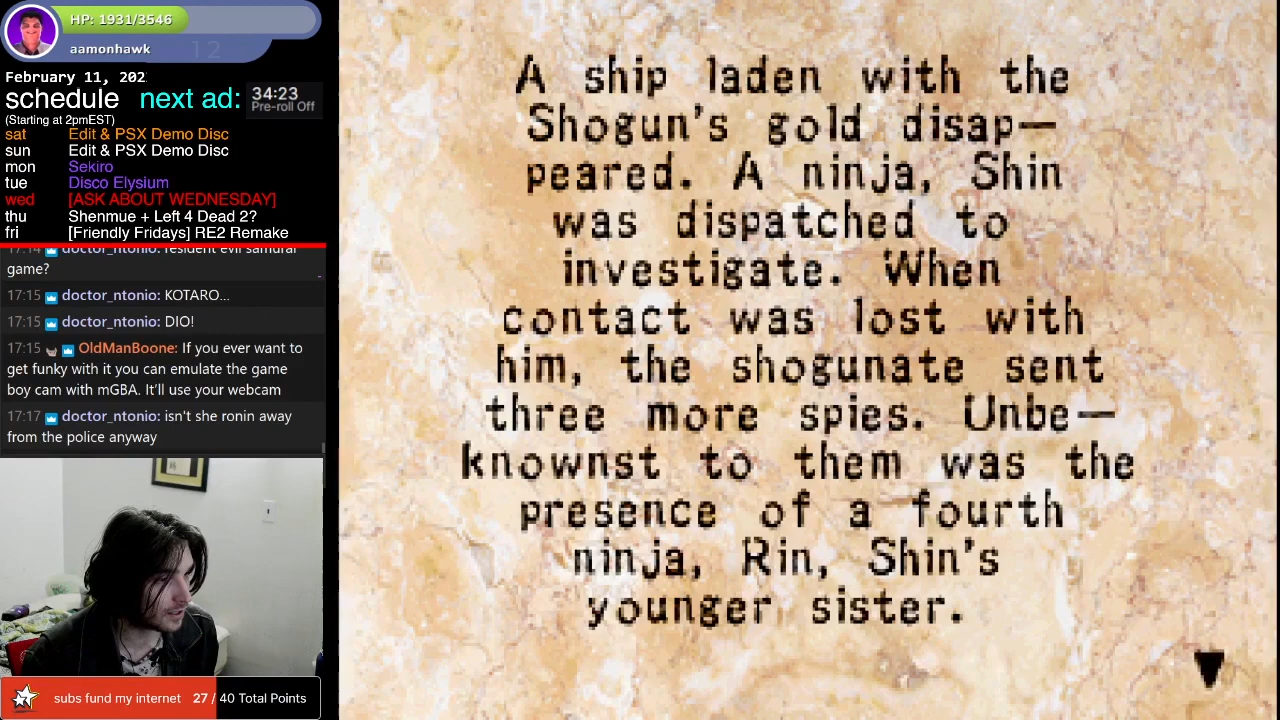 HP: 1931/3546
aamonhawk
12
February 11, 202
schedule next ad: 34:23
Pre-roll Off
(Starting at 2pmEST)
sat Edit & PSX Demo Disc
sun Edit & PSX Demo Disc
mon Sekiro
tue Disco Elysium
wed [ASK ABOUT WEDNESDAY]
thu Shenmue + Left 4 Dead 2?
fri [Friendly Fridays] RE2 Remake
17:14 doctor_ntonio: resident evil samurai
game?
17:15 doctor_ntonio: KOTARO...
17:15 doctor_ntonio: DIO!
17:15 OldManBoone: If you ever want to
get funky with it you can emulate the game
boy cam with mGBA. It'll use your webcam
17:17 doctor_ntonio: isn't she ronin away
from the police anyway
subs fund my internet 27 / 40 Total Points
A ship laden with the
Shogun's gold disap—
peared. A ninja, Shin
was dispatched to
investigate. When
contact was lost with
him, the shogunate sent
three more spies. Unbe—
knownst to them was the
presence of a fourth
ninja, Rin, Shin's
younger sister.